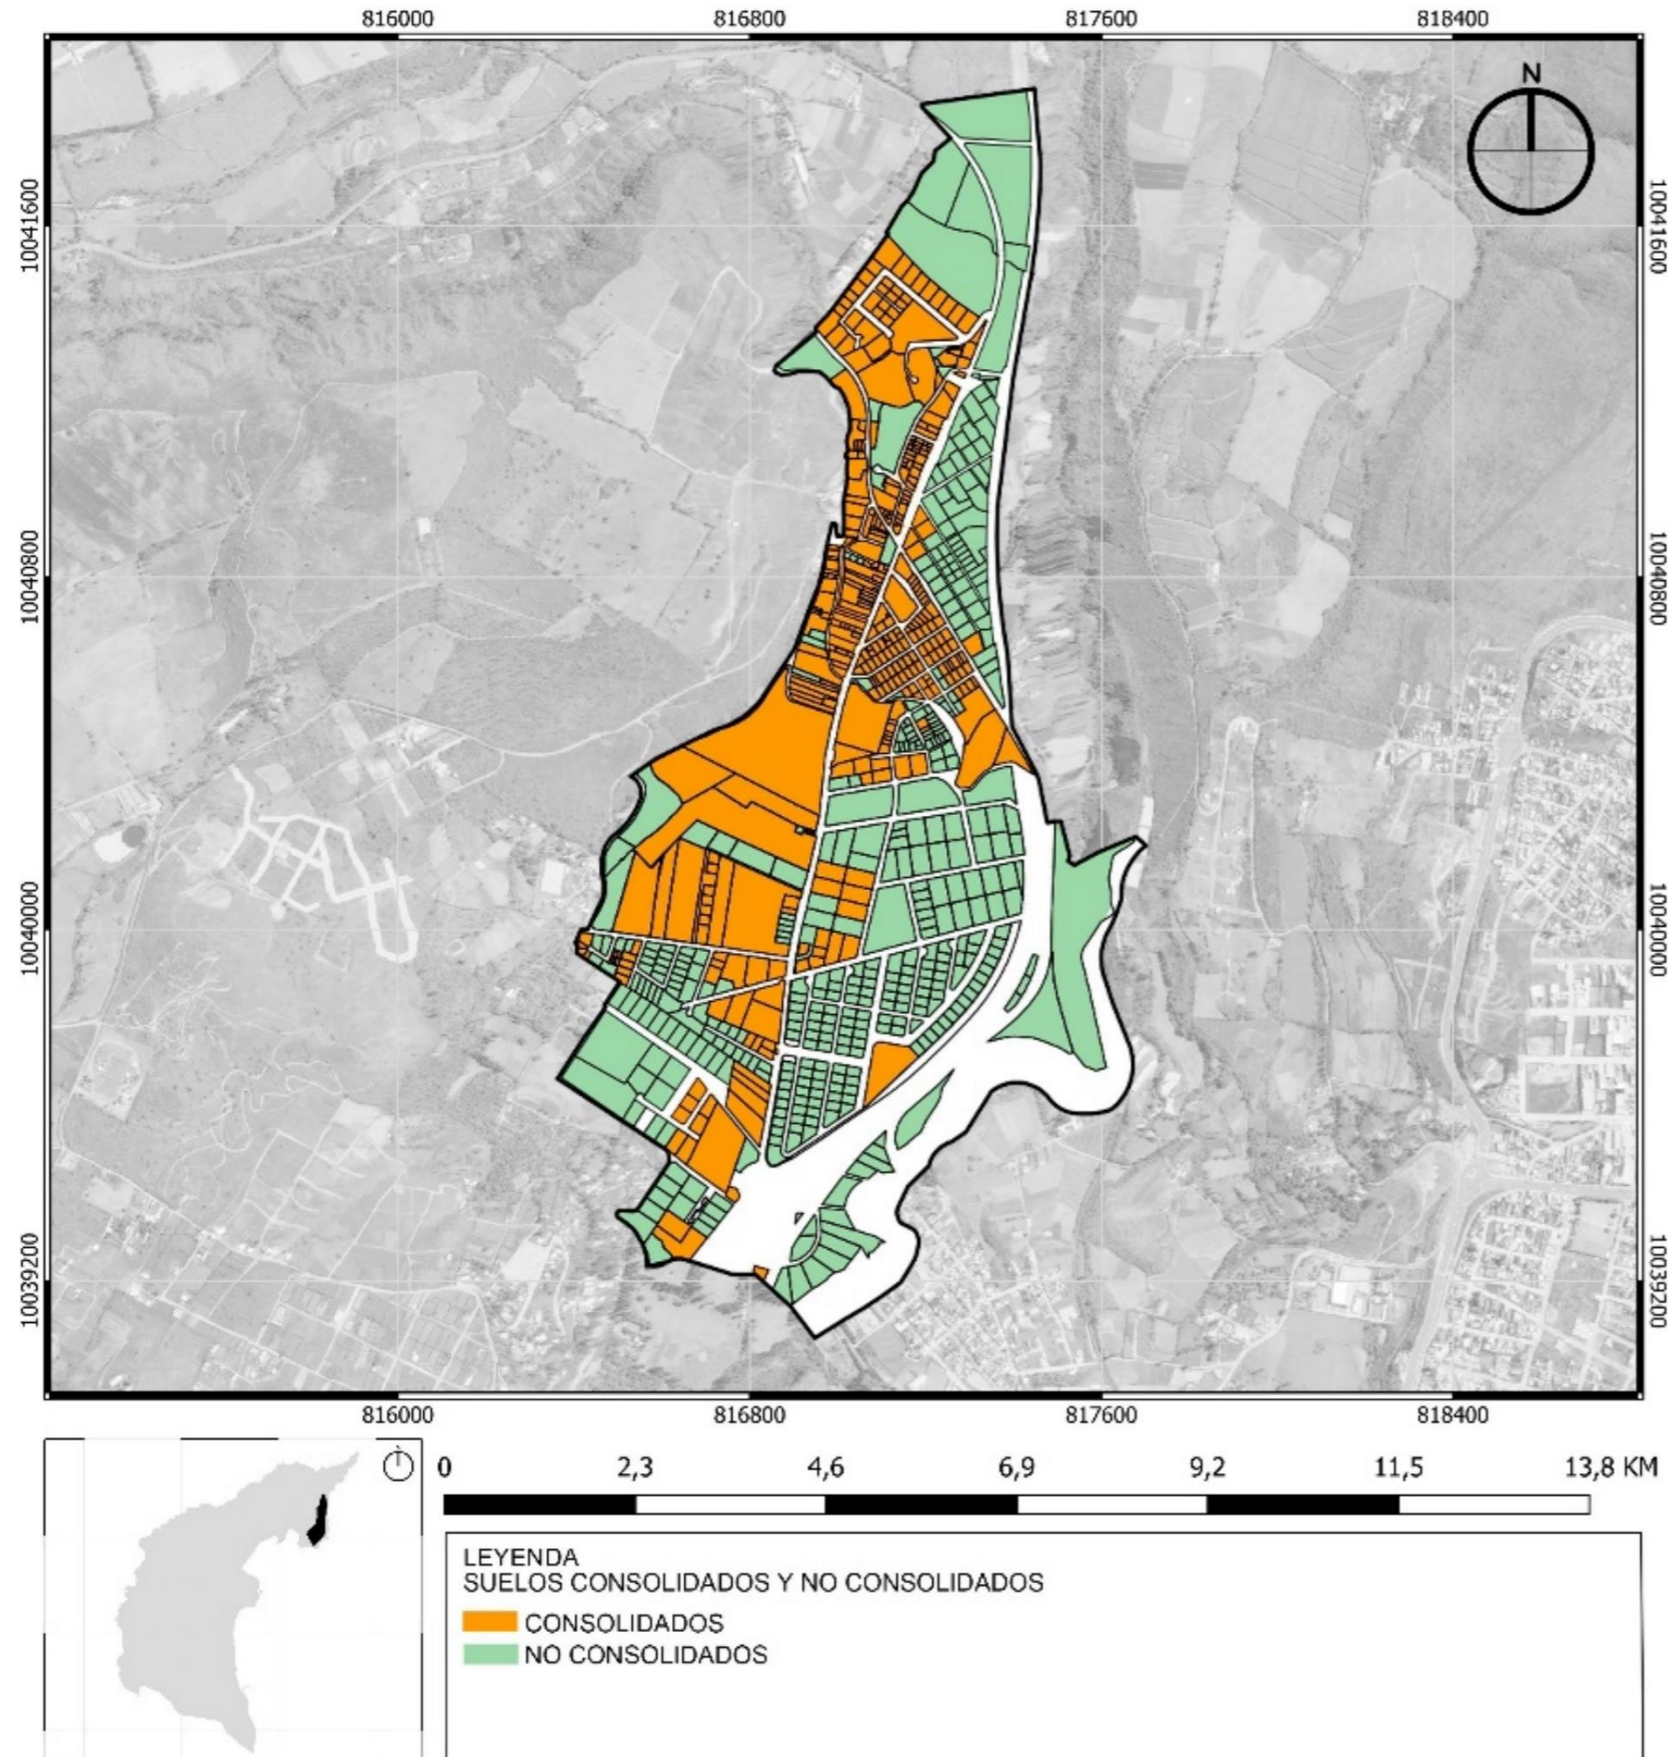 816000 816800 817600 818400
N
10041600 10041600
10040800 10040800
10040000 10040000
10039200 10039200
816000 816800 817600 818400
0 2,3 4,6 6,9 9,2 11,5 13,8 KM
LEYENDA
SUELOS CONSOLIDADOS Y NO CONSOLIDADOS
CONSOLIDADOS
NO CONSOLIDADOS